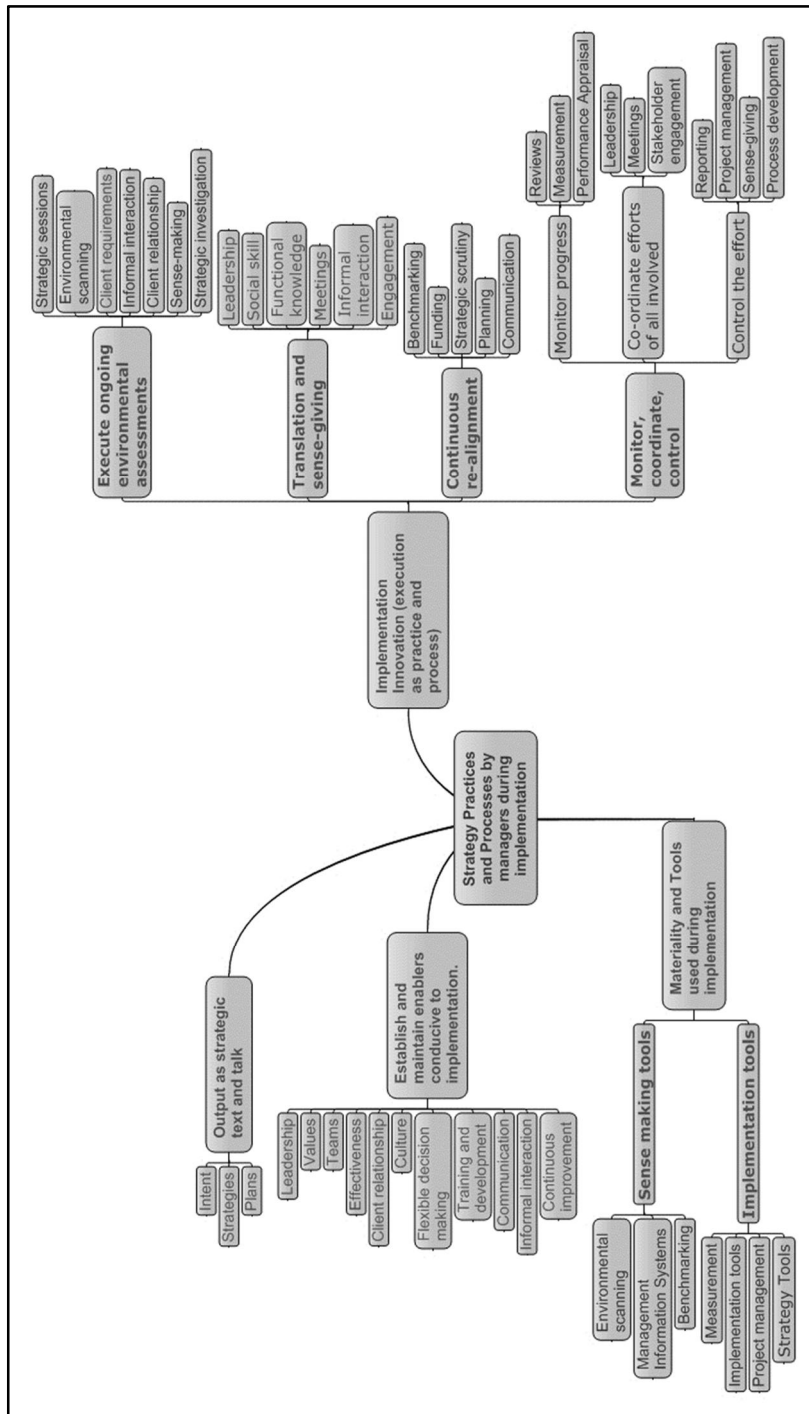 Strategy Practices
and Processes by
managers during
implementation
Output as strategic
text and talk
Intent
Strategies
Plans
Establish and
maintain enablers
conducive to
implementation.
Leadership
Values
Teams
Effectiveness
Client relationship
Culture
Flexible decision
making
Training and
development
Communication
Informal interaction
Continuous
improvement
Materiality and Tools
used during
implementation
Sense making tools
Environmental
scanning
Management
Information Systems
Benchmarking
Implementation tools
Measurement
Implementation tools
Project management
Strategy Tools
Implementation
Innovation (execution
as practice and
process)
Execute ongoing
environmental
assessments
Strategic sessions
Environmental
scanning
Client requirements
Informal interaction
Client relationship
Sense-making
Strategic investigation
Translation and
sense-giving
Leadership
Social skill
Functional
knowledge
Meetings
Informal
interaction
Engagement
Continuous
re-alignment
Benchmarking
Funding
Strategic scrutiny
Planning
Communication
Monitor,
coordinate,
control
Monitor progress
Reviews
Measurement
Performance Appraisal
Co-ordinate efforts
of all involved
Leadership
Meetings
Stakeholder
engagement
Control the effort
Reporting
Project management
Sense-giving
Process development